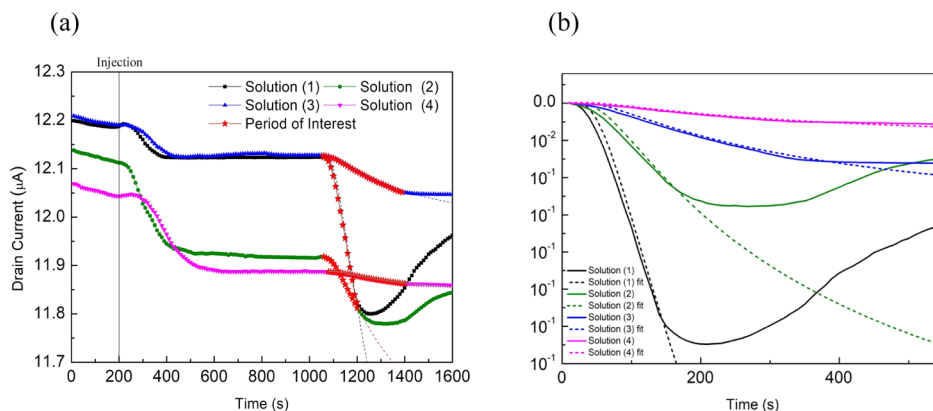 (a)
(b)
Injection
12.3
12.2
12.1
12.0
11.9
11.8
11.7
Drain Current (μA)
Solution (1)
Solution (2)
Solution (3)
Solution (4)
Period of Interest
0 200 400 600 800 1000 1200 1400 1600
Time (s)
0.0
10⁻²
10⁻¹
10⁻¹
10⁻¹
10⁻¹
10⁻¹
10⁻¹
Solution (1)
Solution (1) fit
Solution (2)
Solution (2) fit
Solution (3)
Solution (3) fit
Solution (4)
Solution (4) fit
0 200 400
Time (s)